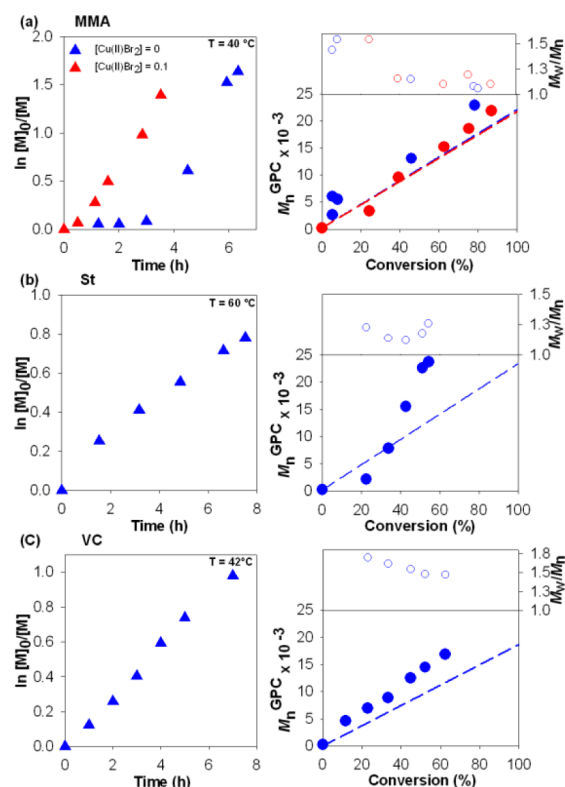 (a) MMA
[Cu(II)Br2] = 0
[Cu(II)Br2] = 0.1
T = 40 ºC
2.0
1.5
1.0
0.5
0.0
ln [M]0/[M]
0 2 4 6
Time (h)
1.5
1.0
Mw/Mn
25
20
15
10
5
0
Mn GPC x 10 -3
0 20 40 60 80 100
Conversion (%)
(b) St
T = 60 ºC
1.0
0.8
0.6
0.4
0.2
0.0
ln [M]0/[M]
0 1 2 3 4 5 6 7 8
Time (h)
1.5
1.3
1.0
Mw/Mn
25
20
15
10
5
0
Mn GPC x 10 -3
0 20 40 60 80 100
Conversion (%)
(C) VC
T = 42ºC
1.0
0.8
0.6
0.4
0.2
0.0
ln [M]0/[M]
0 2 4 6 8
Time (h)
1.8
1.5
1.3
1.0
Mw/Mn
25
20
15
10
5
0
Mn GPC x 10 -3
0 20 40 60 80 100
Conversion (%)